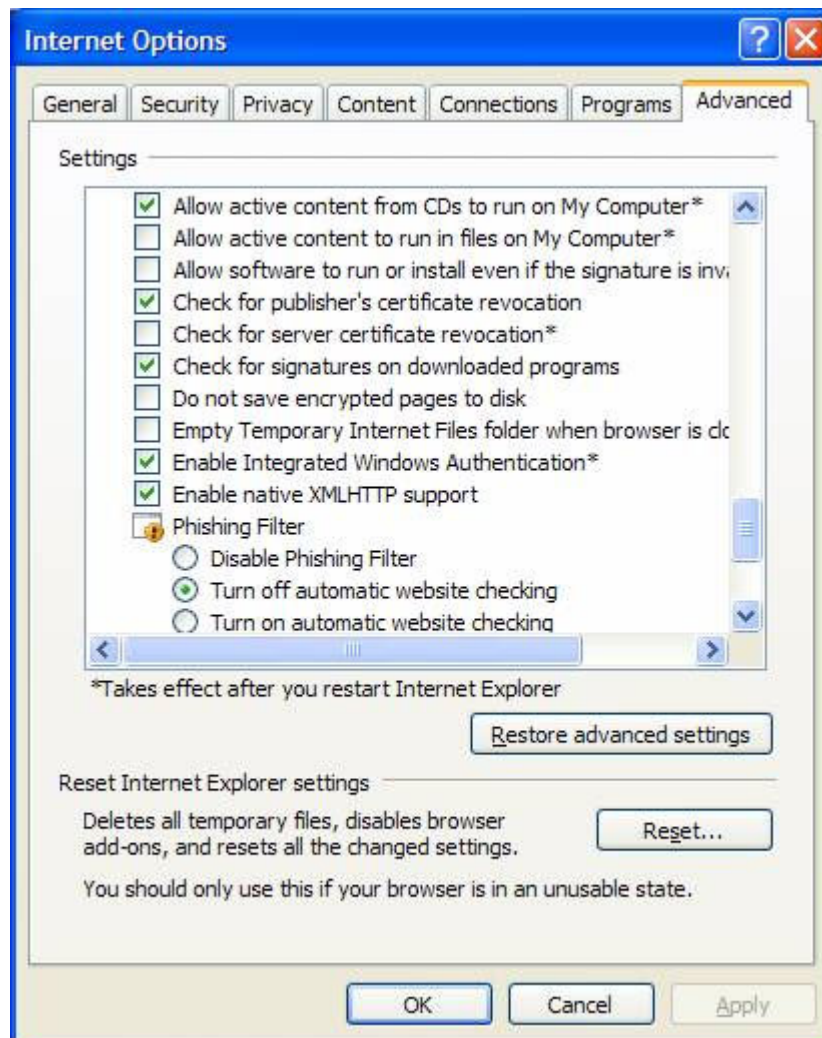 Internet Options
General Security Privacy Content Connections Programs Advanced
Settings
Allow active content from CDs to run on My Computer*
Allow active content to run in files on My Computer*
Allow software to run or install even if the signature is inva
Check for publisher's certificate revocation
Check for server certificate revocation*
Check for signatures on downloaded programs
Do not save encrypted pages to disk
Empty Temporary Internet Files folder when browser is clo
Enable Integrated Windows Authentication*
Enable native XMLHTTP support
Phishing Filter
Disable Phishing Filter
Turn off automatic website checking
Turn on automatic website checking
*Takes effect after you restart Internet Explorer
Restore advanced settings
Reset Internet Explorer settings
Deletes all temporary files, disables browser
add-ons, and resets all the changed settings.
Reset...
You should only use this if your browser is in an unusable state.
OK Cancel Apply